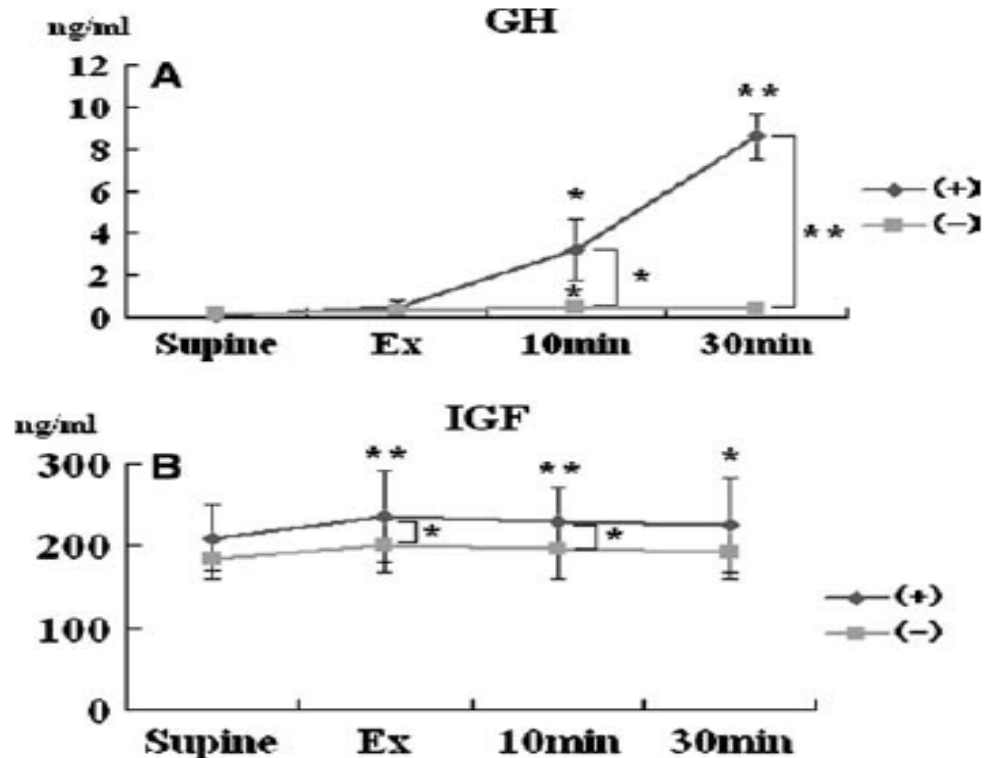 GH
ng/ml
A
12
10
8
6
4
2
0
**
*
*
*
**
(+)
(−)
Supine Ex 10min 30min
IGF
ng/ml
B
300
200
100
0
** ** *
* *
(+)
(−)
Supine Ex 10min 30min